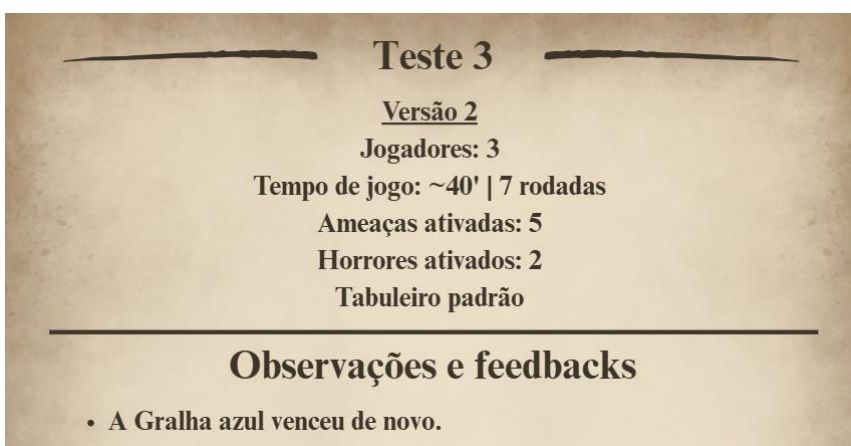 Teste 3
Versão 2
Jogadores: 3
Tempo de jogo: ~40' | 7 rodadas
Ameaças ativadas: 5
Horrores ativados: 2
Tabuleiro padrão
Observações e feedbacks
• A Gralha azul venceu de novo.